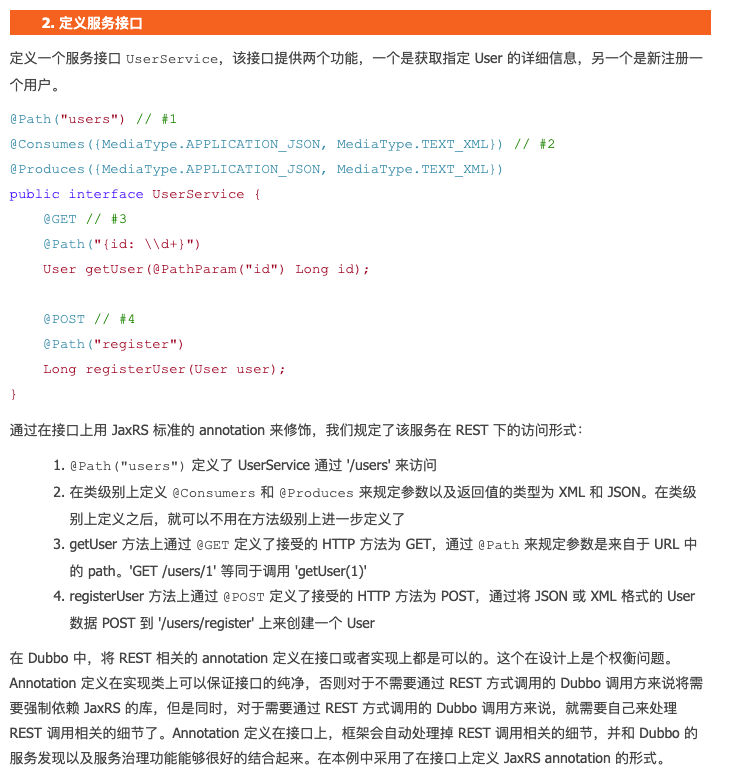 2. 定义服务接口
定义一个服务接口 UserService，该接口提供两个功能，一个是获取指定 User 的详细信息，另一个是新注册一
个用户。
@Path("users") // #1
@Consumes({MediaType.APPLICATION_JSON, MediaType.TEXT_XML}) // #2
@Produces({MediaType.APPLICATION_JSON, MediaType.TEXT_XML})
public interface UserService {
    @GET // #3
    @Path("{id: \\d+}")
    User getUser(@PathParam("id") Long id);
    @POST // #4
    @Path("register")
    Long registerUser(User user);
}
通过在接口上用 JaxRS 标准的 annotation 来修饰，我们规定了该服务在 REST 下的访问形式：
1. @Path("users") 定义了 UserService 通过 '/users' 来访问
2. 在类级别上定义 @Consumers 和 @Produces 来规定参数以及返回值的类型为 XML 和 JSON。在类级
别上定义之后，就可以不用在方法级别上进一步定义了
3. getUser 方法上通过 @GET 定义了接受的 HTTP 方法为 GET，通过 @Path 来规定参数是来自于 URL 中
的 path。'GET /users/1' 等同于调用 'getUser(1)'
4. registerUser 方法上通过 @POST 定义了接受的 HTTP 方法为 POST，通过将 JSON 或 XML 格式的 User
数据 POST 到 '/users/register' 上来创建一个 User
在 Dubbo 中，将 REST 相关的 annotation 定义在接口或者实现上都是可以的。这个在设计上是个权衡问题。
Annotation 定义在实现类上可以保证接口的纯净，否则对于不需要通过 REST 方式调用的 Dubbo 调用方来说将需
要强制依赖 JaxRS 的库，但是同时，对于需要通过 REST 方式调用的 Dubbo 调用方来说，就需要自己来处理
REST 调用相关的细节了。Annotation 定义在接口上，框架会自动处理掉 REST 调用相关的细节，并和 Dubbo 的
服务发现以及服务治理功能能够很好的结合起来。在本例中采用了在接口上定义 JaxRS annotation 的形式。